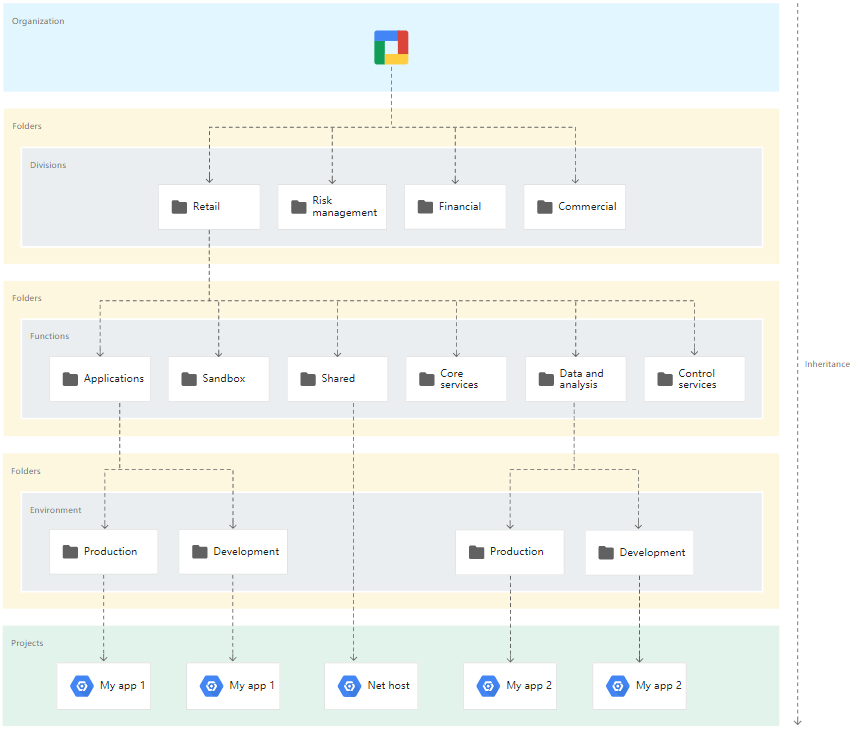 Organization
Folders
Divisions
Retail
Risk
management
Financial
Commercial
Folders
Functions
Applications
Sandbox
Shared
Core
services
Data and
analysis
Control
services
Inheritance
Folders
Environment
Production
Development
Production
Development
Projects
My app 1
My app 1
Net host
My app 2
My app 2